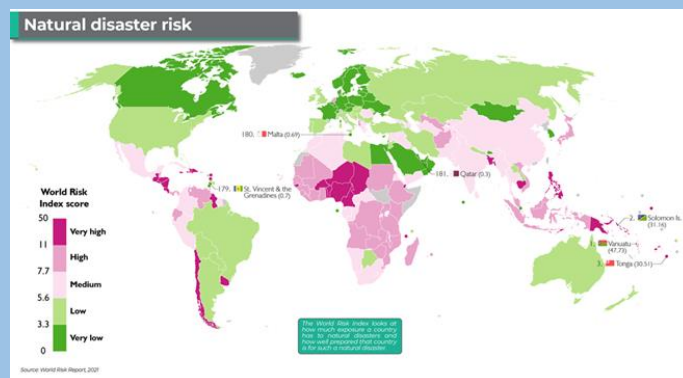 Natural disaster risk
180. Malta (0.69)
181. Qatar (0.3)
179. St. Vincent & the
Grenadines (0.7)
2. Solomon Is.
(31.16)
1. Vanuatu
(47.73)
3. Tonga (30.51)
World Risk
Index score
50
Very high
11
High
7.7
Medium
5.6
Low
3.3
Very low
0
The World Risk Index looks at
how much exposure a country
has to natural disasters and
how well prepared that country
is for such a natural disaster.
Source: World Risk Report, 2021